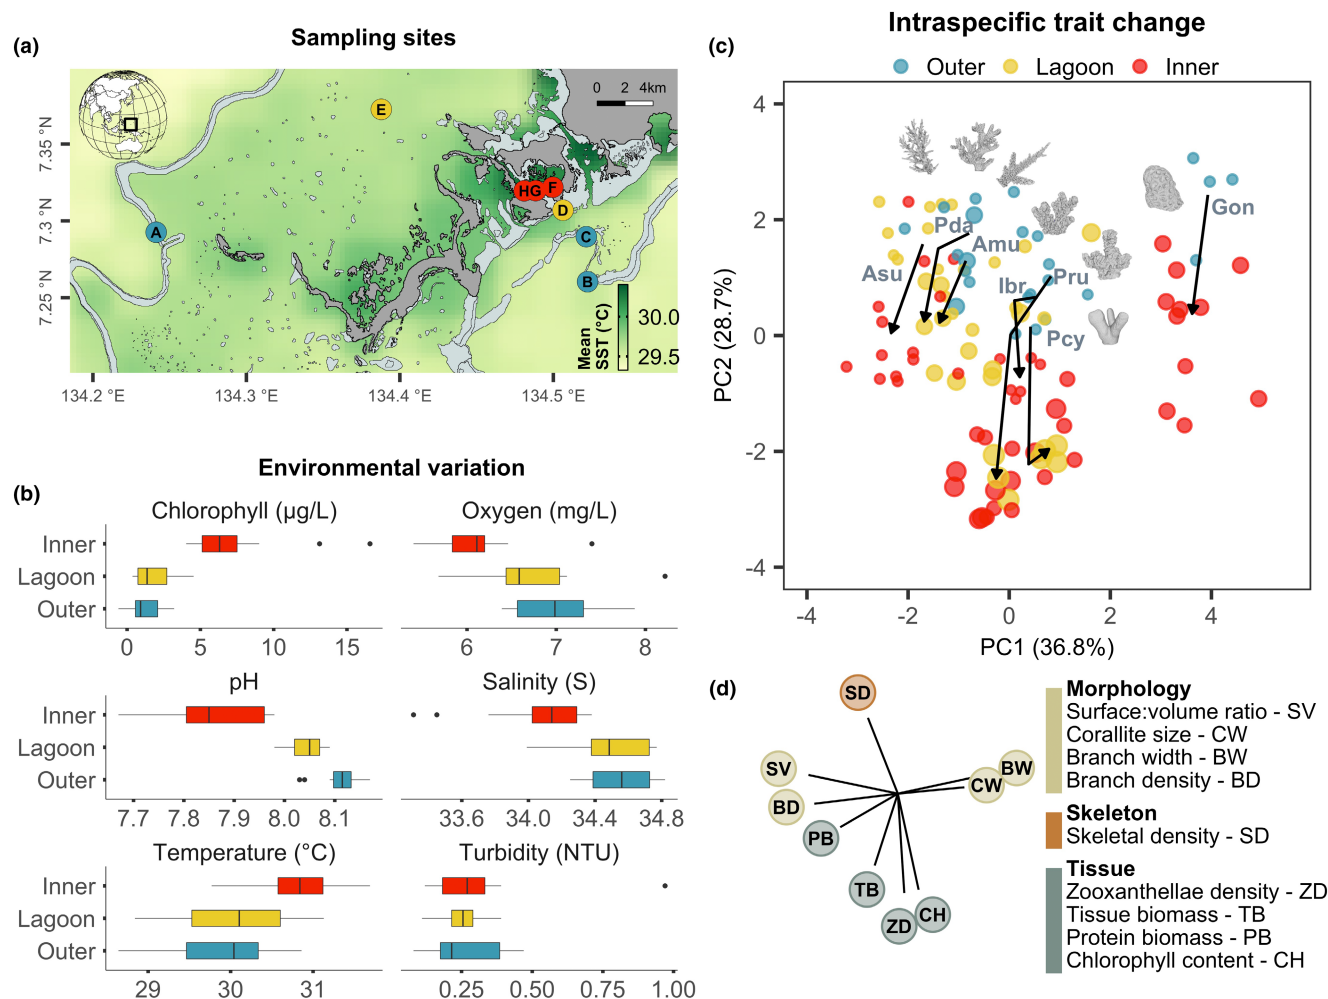 (a)
Sampling sites
E
0 2 4km
HG F
D
A
C
B
Mean
SST (°C)
30.0
29.5
7.35 °N
7.3 °N
7.25 °N
134.2 °E 134.3 °E 134.4 °E 134.5 °E
Environmental variation
(b)
Chlorophyll (µg/L) Oxygen (mg/L)
Inner
Lagoon
Outer
0 5 10 15 6 7 8
pH Salinity (S)
Inner
Lagoon
Outer
7.7 7.8 7.9 8.0 8.1 33.6 34.0 34.4 34.8
Temperature (°C) Turbidity (NTU)
Inner
Lagoon
Outer
29 30 31 0.25 0.50 0.75 1.00
Intraspecific trait change
(c)
Outer Lagoon Inner
4
2
0
-2
-4
PC2 (28.7%)
Gon
Pda
Amu
Asu
Ibr
Pru
Pcy
-4 -2 0 2 4
PC1 (36.8%)
(d)
SD
SV
BD
PB
TB
ZD
CH
CW
BW
Morphology
Surface:volume ratio - SV
Corallite size - CW
Branch width - BW
Branch density - BD
Skeleton
Skeletal density - SD
Tissue
Zooxanthellae density - ZD
Tissue biomass - TB
Protein biomass - PB
Chlorophyll content - CH